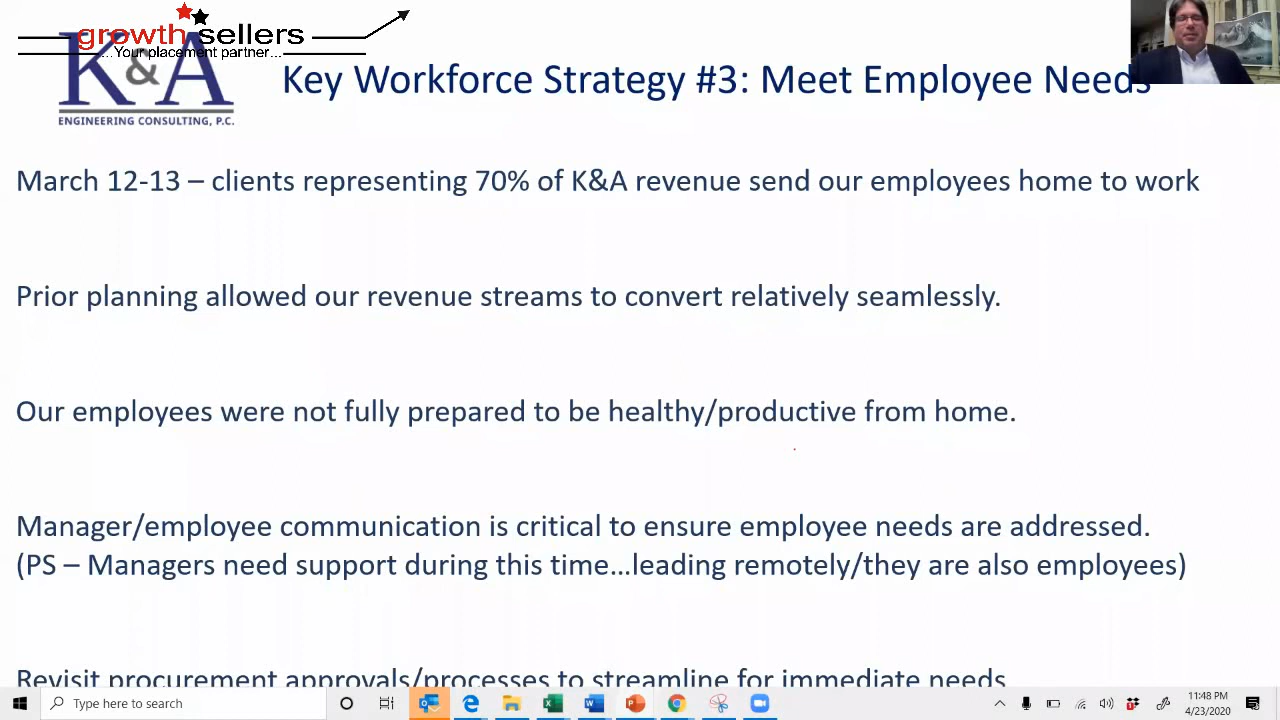 growth sellers
...Your placement partner...
K&A
ENGINEERING CONSULTING, P.C.
Key Workforce Strategy #3: Meet Employee Needs
March 12-13 – clients representing 70% of K&A revenue send our employees home to work
Prior planning allowed our revenue streams to convert relatively seamlessly.
Our employees were not fully prepared to be healthy/productive from home.
Manager/employee communication is critical to ensure employee needs are addressed.
(PS – Managers need support during this time…leading remotely/they are also employees)
Revisit procurement approvals/processes to streamline for immediate needs
Type here to search
11:48 PM
4/23/2020